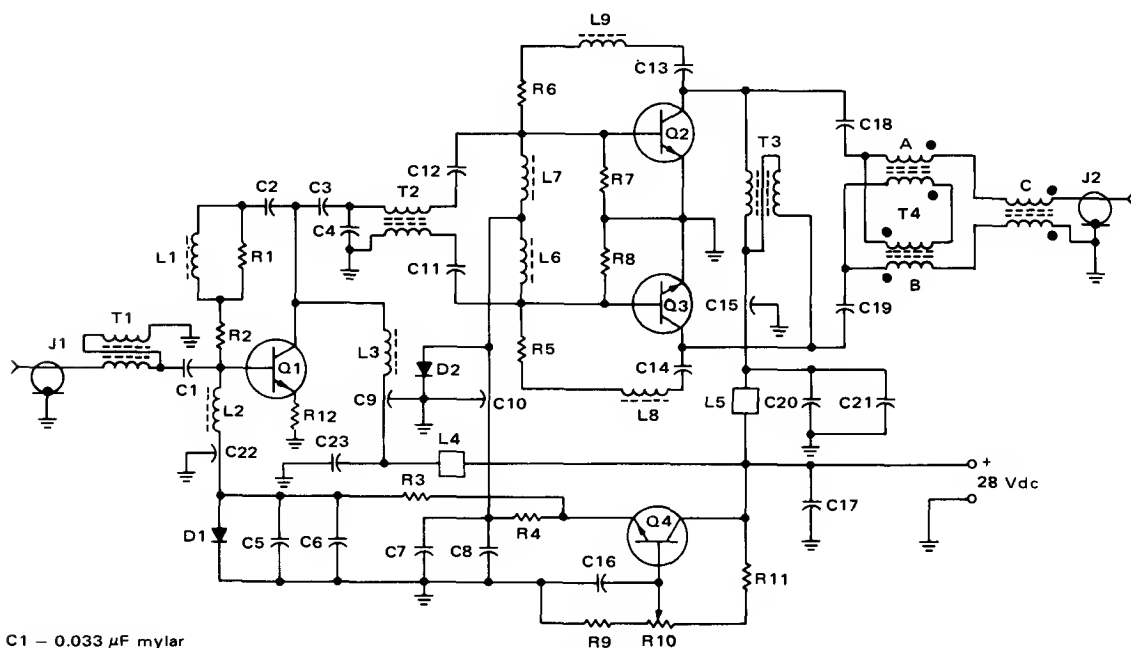 L9
C13
R6
Q2
T3
C18
A
C12
L7
R7
C
J2
C2
C3
T2
C4
T4
L1
R1
C11
L6
R8
B
Q3
C15
C19
T1
R2
L3
D2
R5
C14
J1
C1
Q1
L8
L5
C20
C21
L2
R12
C9
C10
C22
C23
L4
+
28 Vdc
R3
C17
D1
C5
C6
C7
C8
R4
Q4
C16
R11
R9
R10
C1 – 0.033 μF mylar